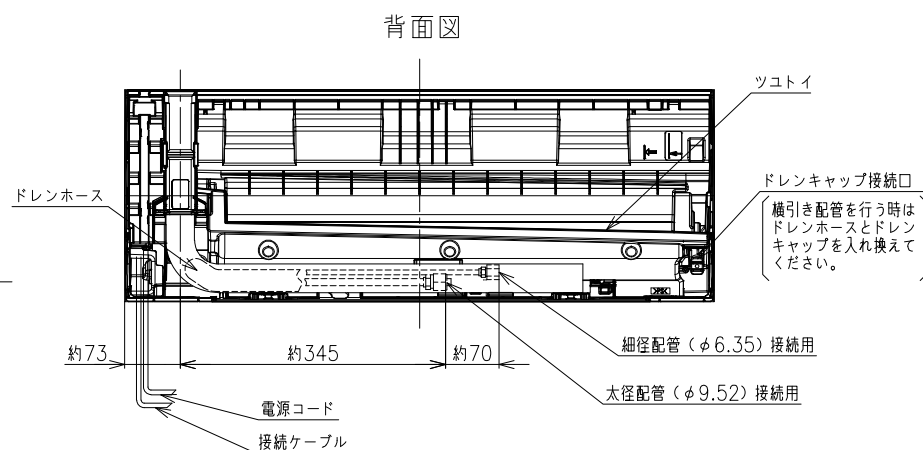 背面図
ツユトイ
ドレンホース
ドレンキャップ接続口
横引き配管を行う時は
ドレンホースとドレン
キャップを入れ換えて
ください。
約73
約345
約70
細径配管(φ6.35)接続用
太径配管(φ9.52)接続用
電源コード
接続ケーブル